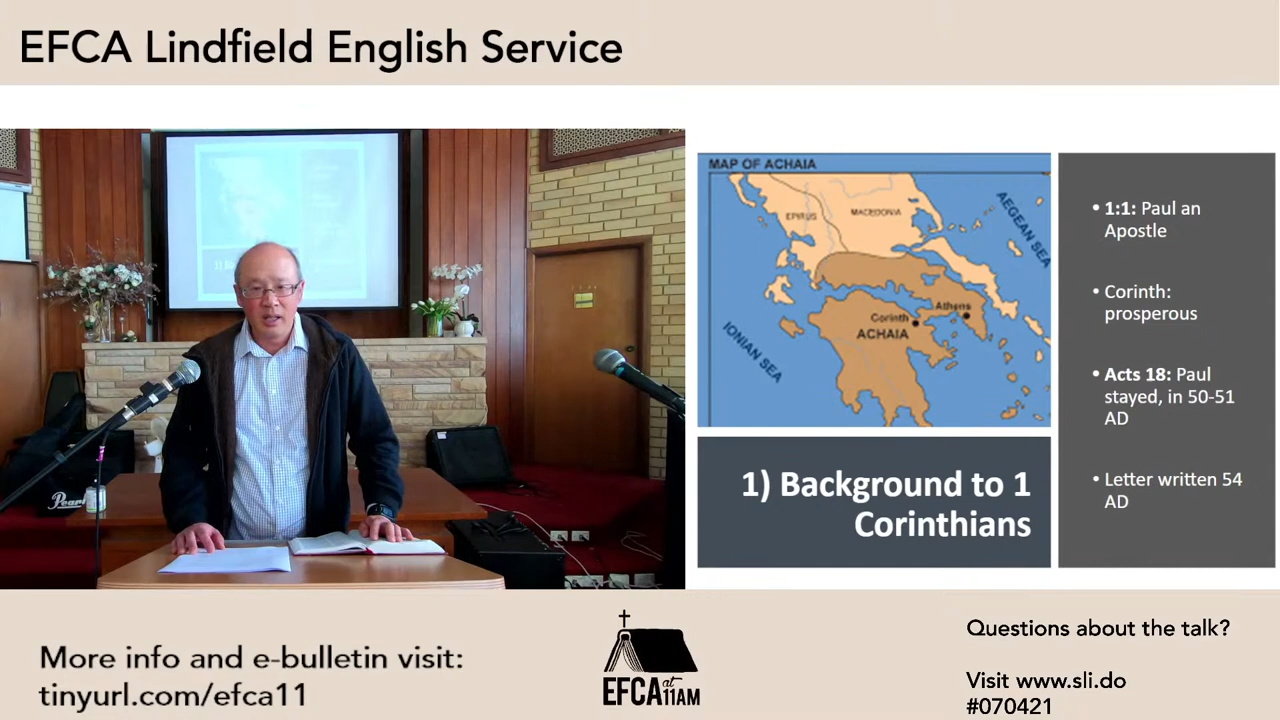 EFCA Lindfield English Service
MAP OF ACHAIA
EPIRUS
MACEDONIA
AEGEAN SEA
Athens
Corinth
ACHAIA
IONIAN SEA
1) Background to 1
Corinthians
• 1:1: Paul an
Apostle
• Corinth:
prosperous
• Acts 18: Paul
stayed, in 50-51
AD
• Letter written 54
AD
Pearl
More info and e-bulletin visit:
tinyurl.com/efca11
EFCA at
11AM
Questions about the talk?
Visit www.sli.do
#070421